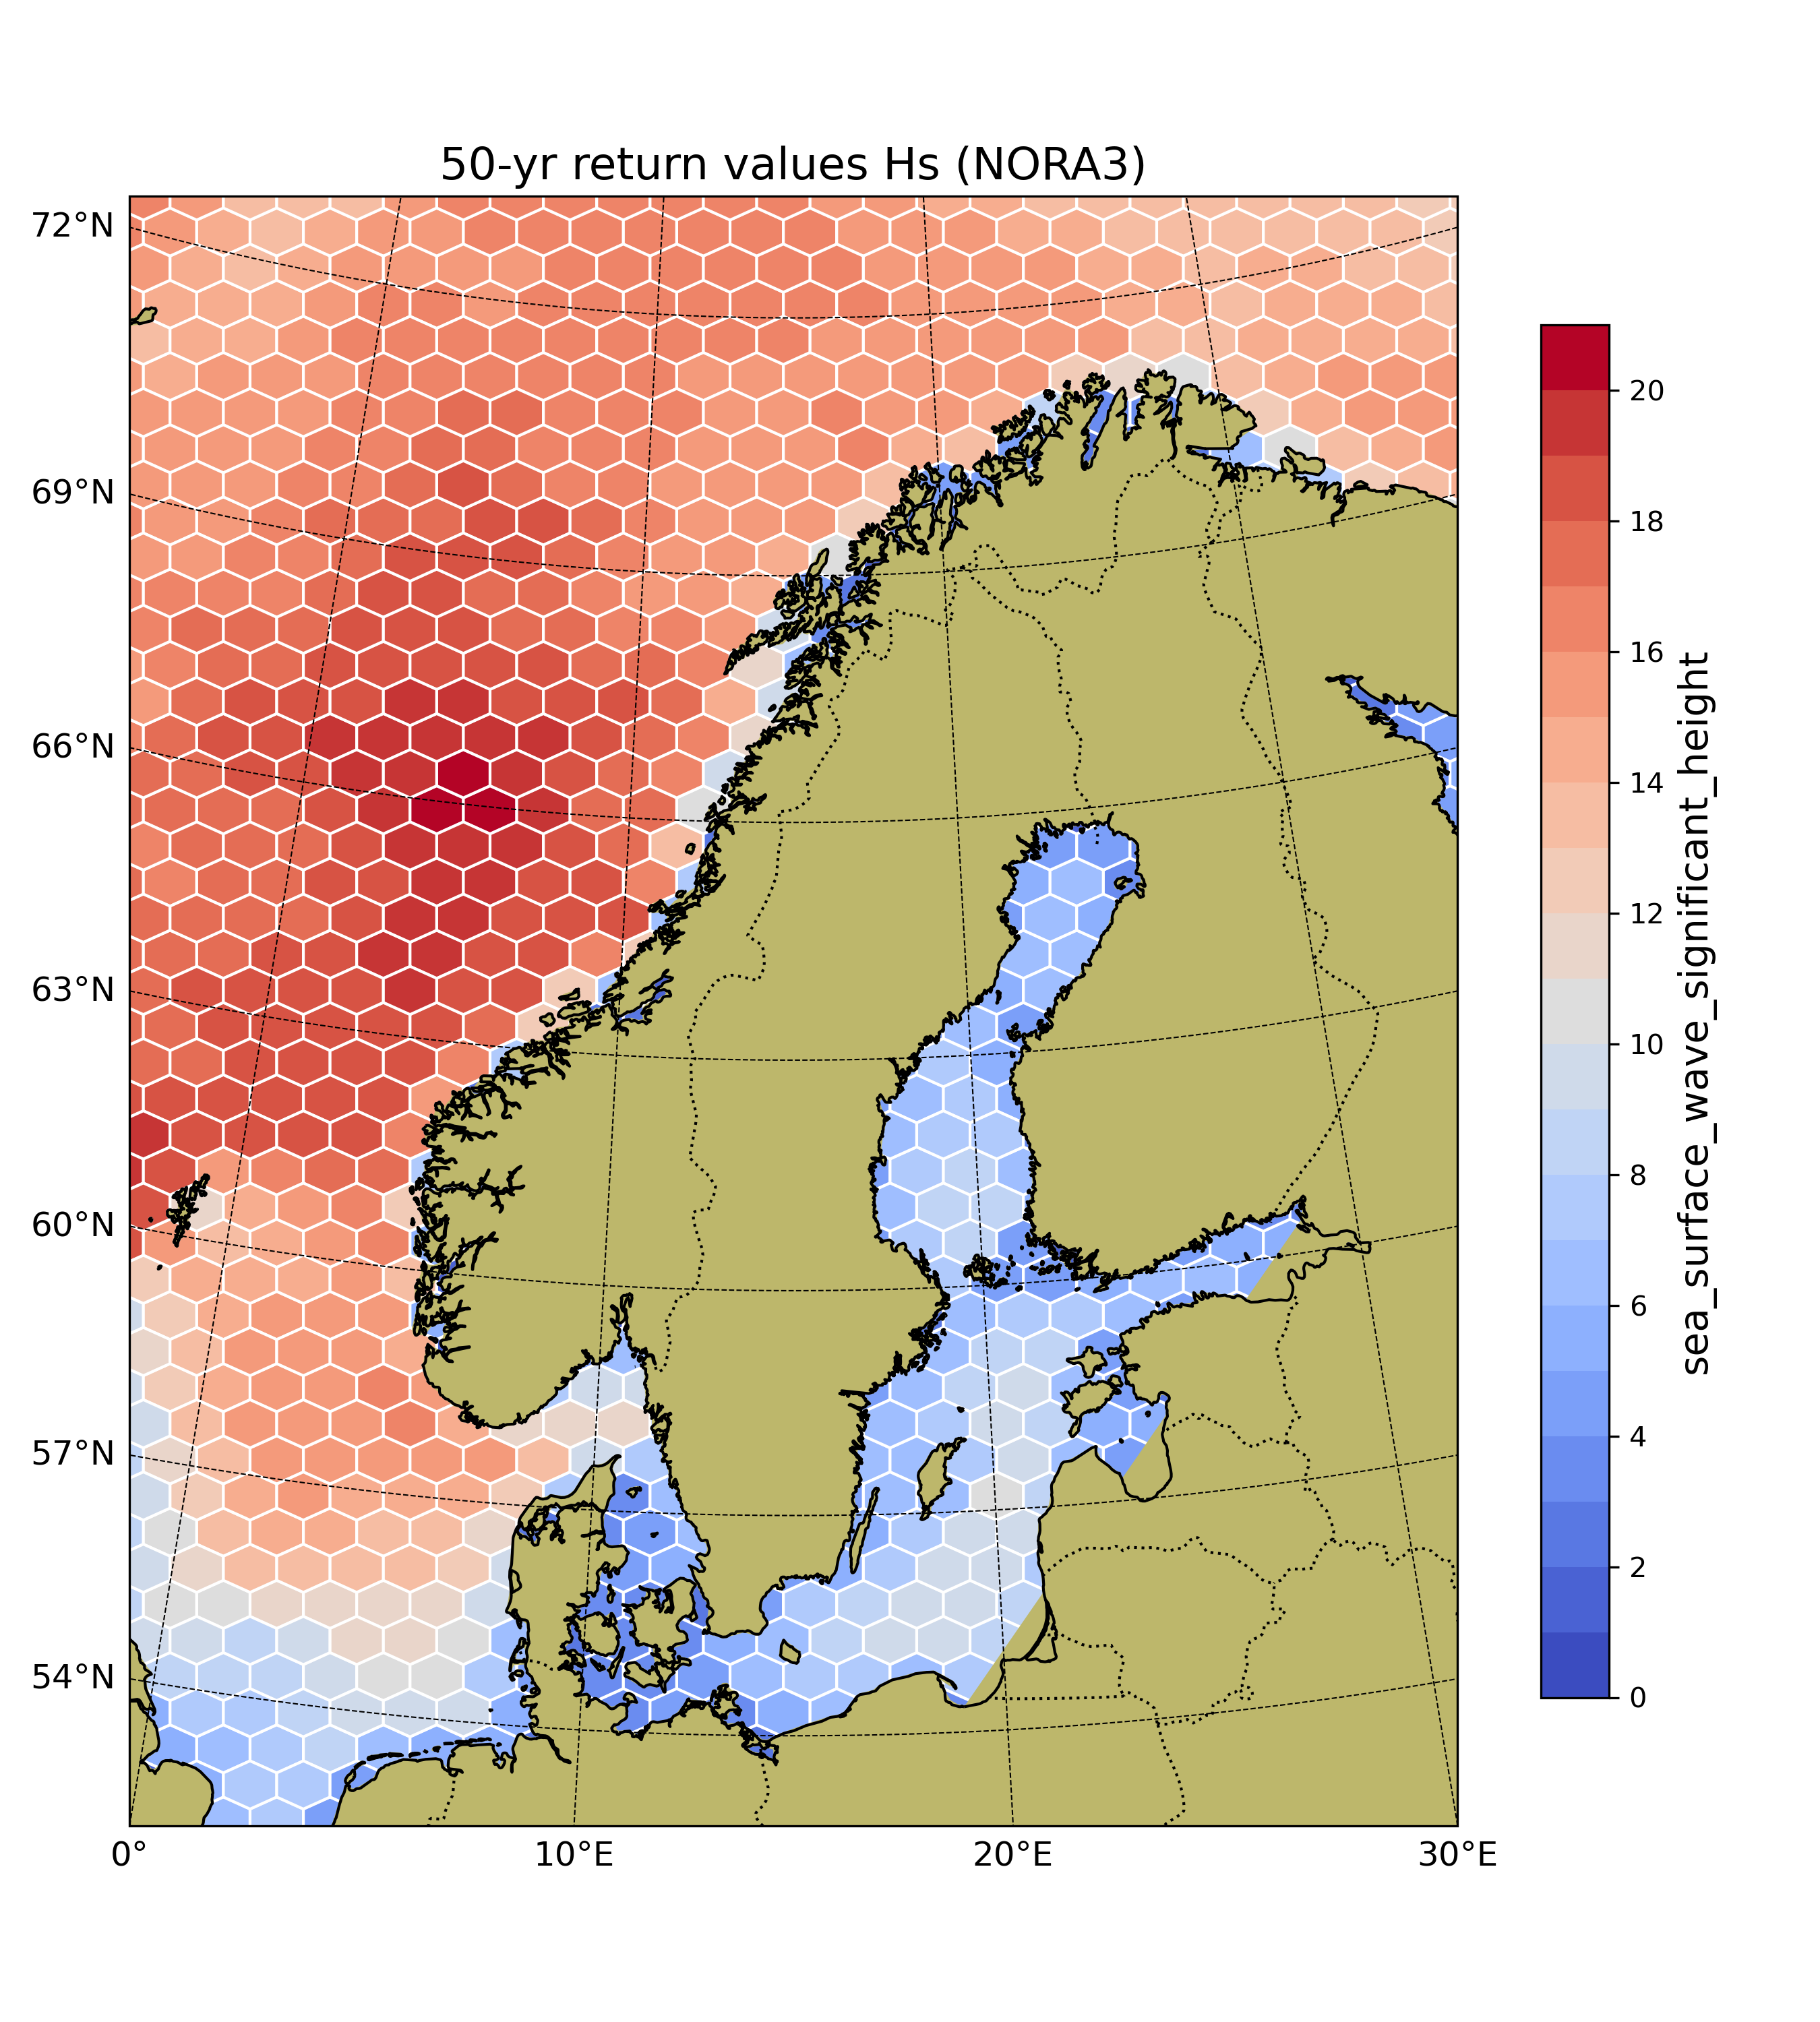 50-yr return values Hs (NORA3)
72°N
69°N
66°N
63°N
60°N
57°N
54°N
0°
10°E
20°E
30°E
20
18
16
14
12
10
8
6
4
2
0
sea_surface_wave_significant_height